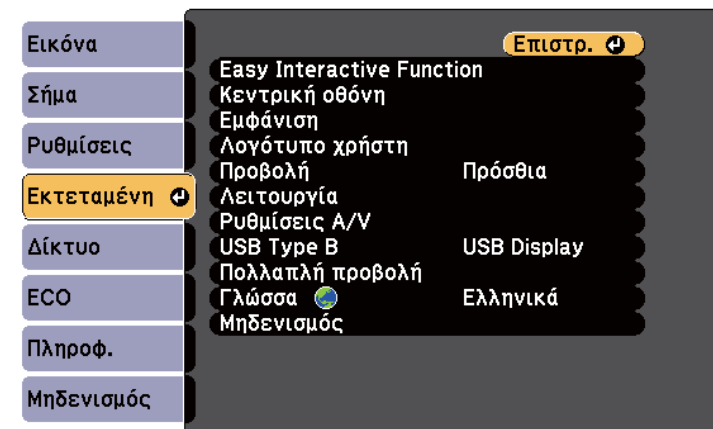 Εικόνα
Σήμα
Ρυθμίσεις
Εκτεταμένη
Δίκτυο
ECO
Πληροφ.
Μηδενισμός
Επιστρ.
Easy Interactive Function
Κεντρική οθόνη
Εμφάνιση
Λογότυπο χρήστη
Προβολή Πρόσθια
Λειτουργία
Ρυθμίσεις A/V
USB Type B USB Display
Πολλαπλή προβολή
Γλώσσα Ελληνικά
Μηδενισμός